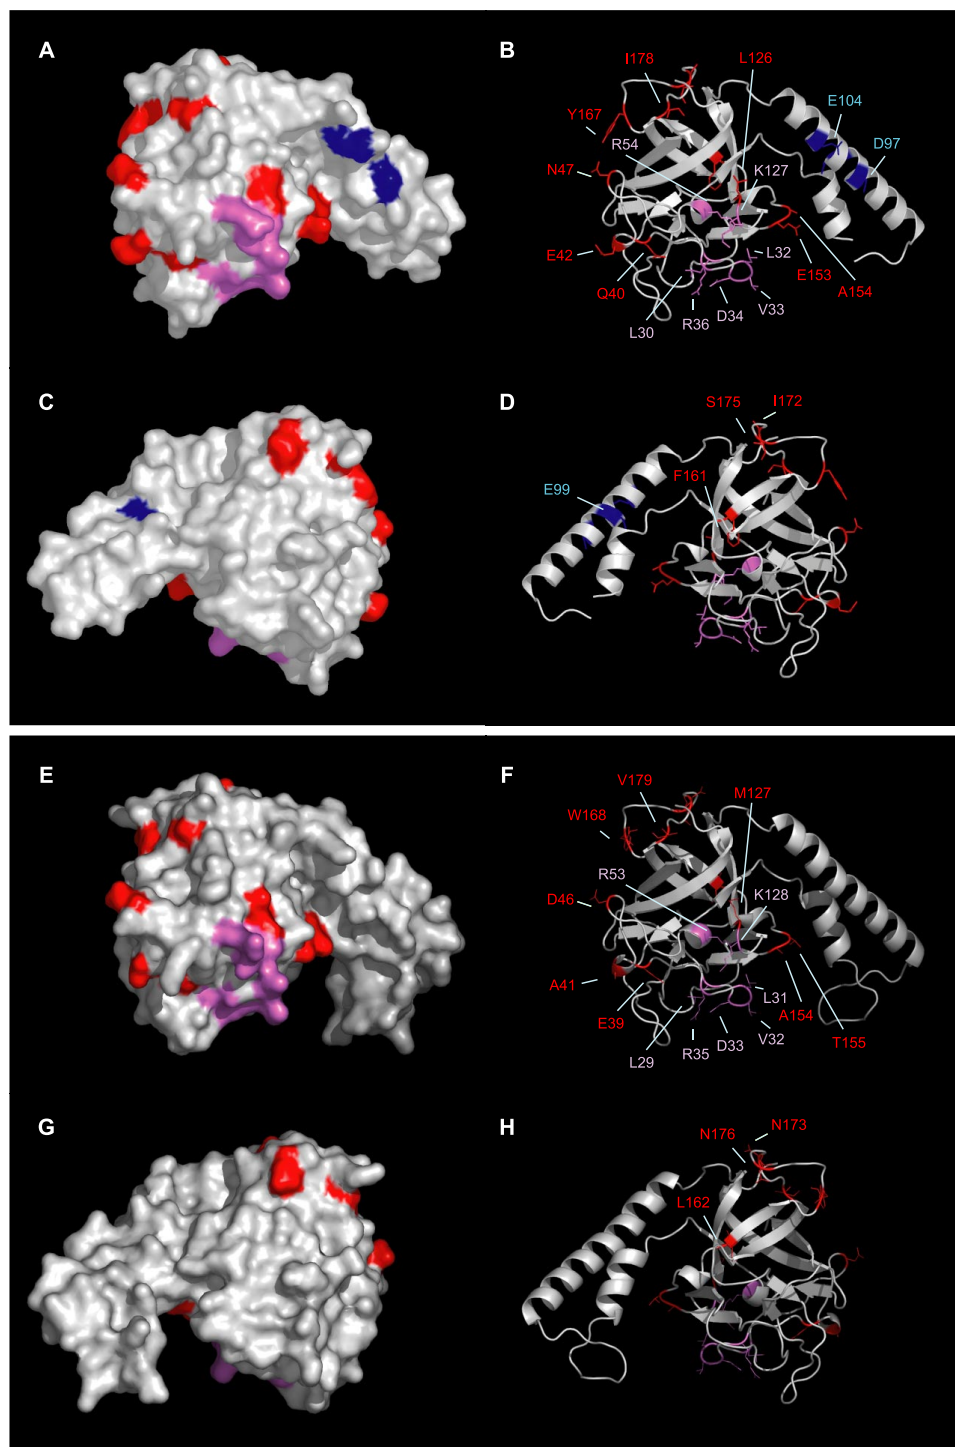 A
B
I178
L126
E104
Y167
R54
D97
N47
K127
L32
E42
E153
Q40
A154
V33
D34
R36
L30
C
D
S175
I172
F161
E99
E
F
V179
M127
W168
R53
K128
D46
L31
A41
A154
E39
T155
V32
D33
R35
L29
G
H
N176
N173
L162